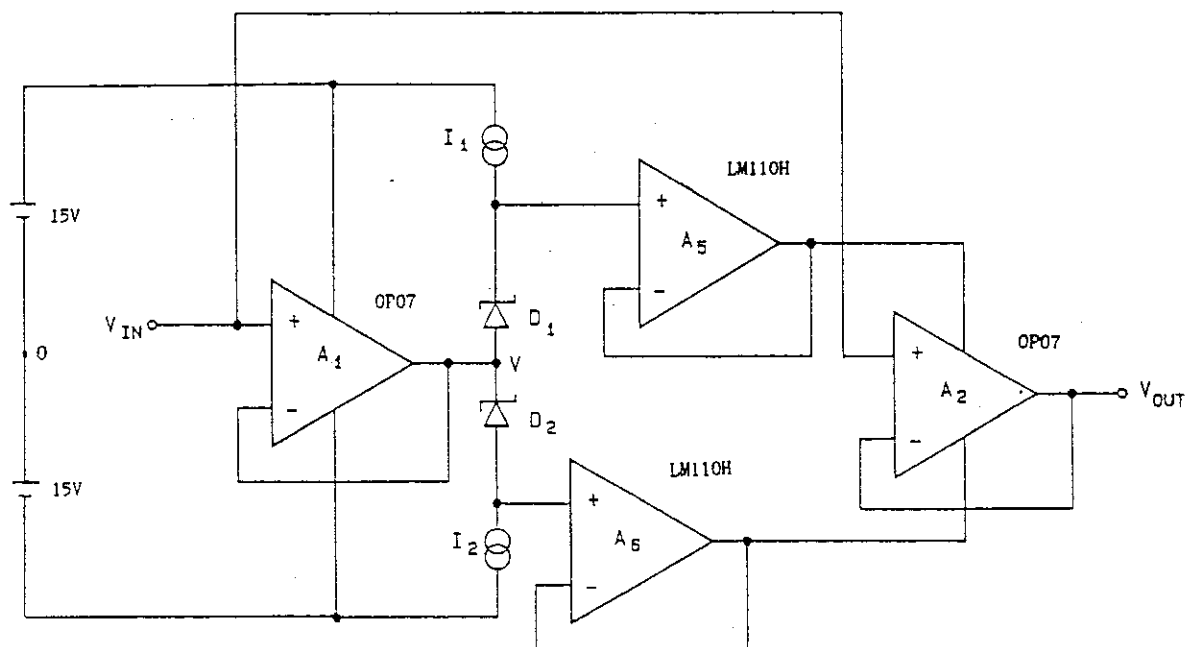 I1
LM110H
+
A5
-
15V
OP07
VIN
+
A1
-
D1
0
V
OP07
+
A2
-
VOUT
D2
LM110H
15V
+
A6
-
I2